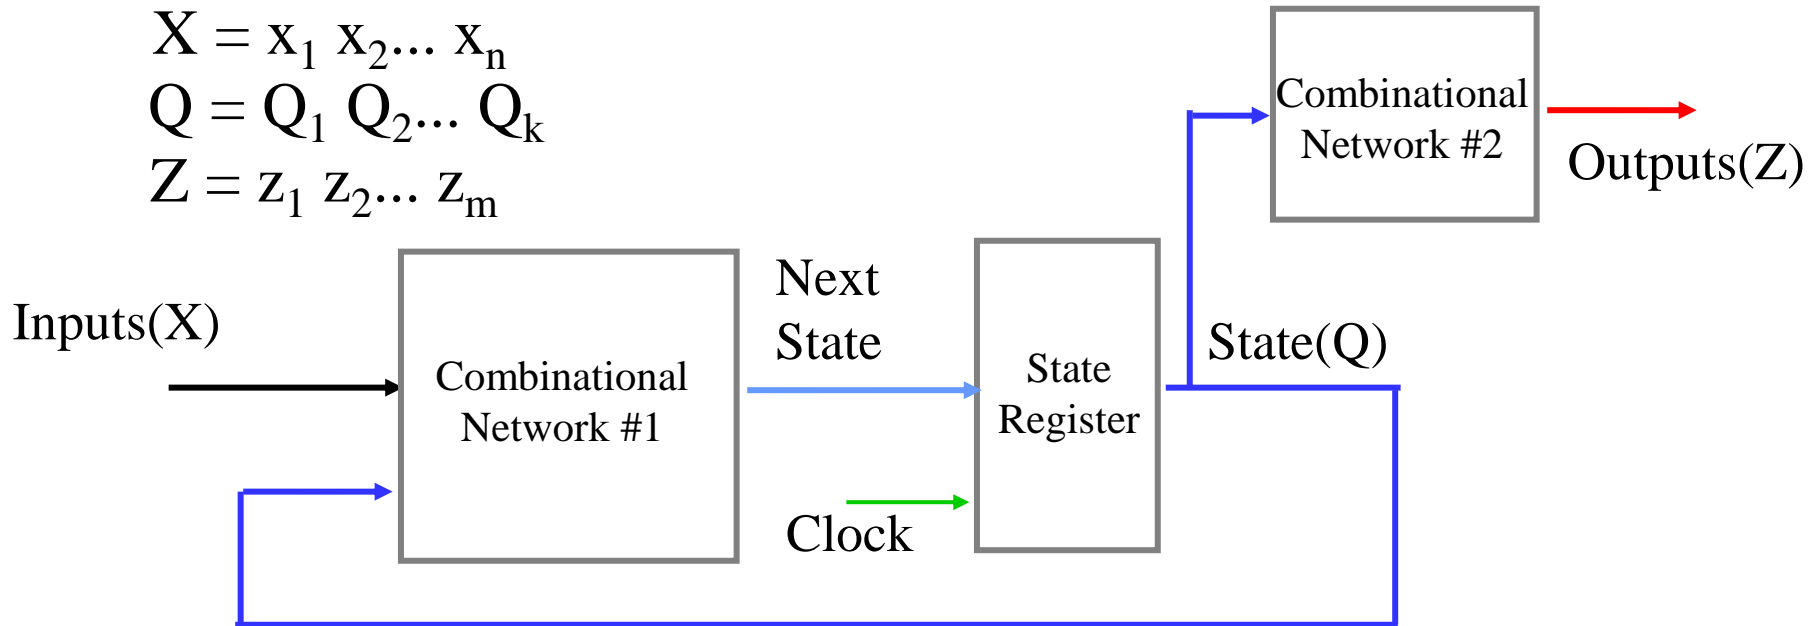 X = x₁ x₂... xₙ
Q = Q₁ Q₂... Qₖ
Z = z₁ z₂... zₘ
Combinational
Network #2
Outputs(Z)
Inputs(X)
Combinational
Network #1
Next
State
Clock
State
Register
State(Q)